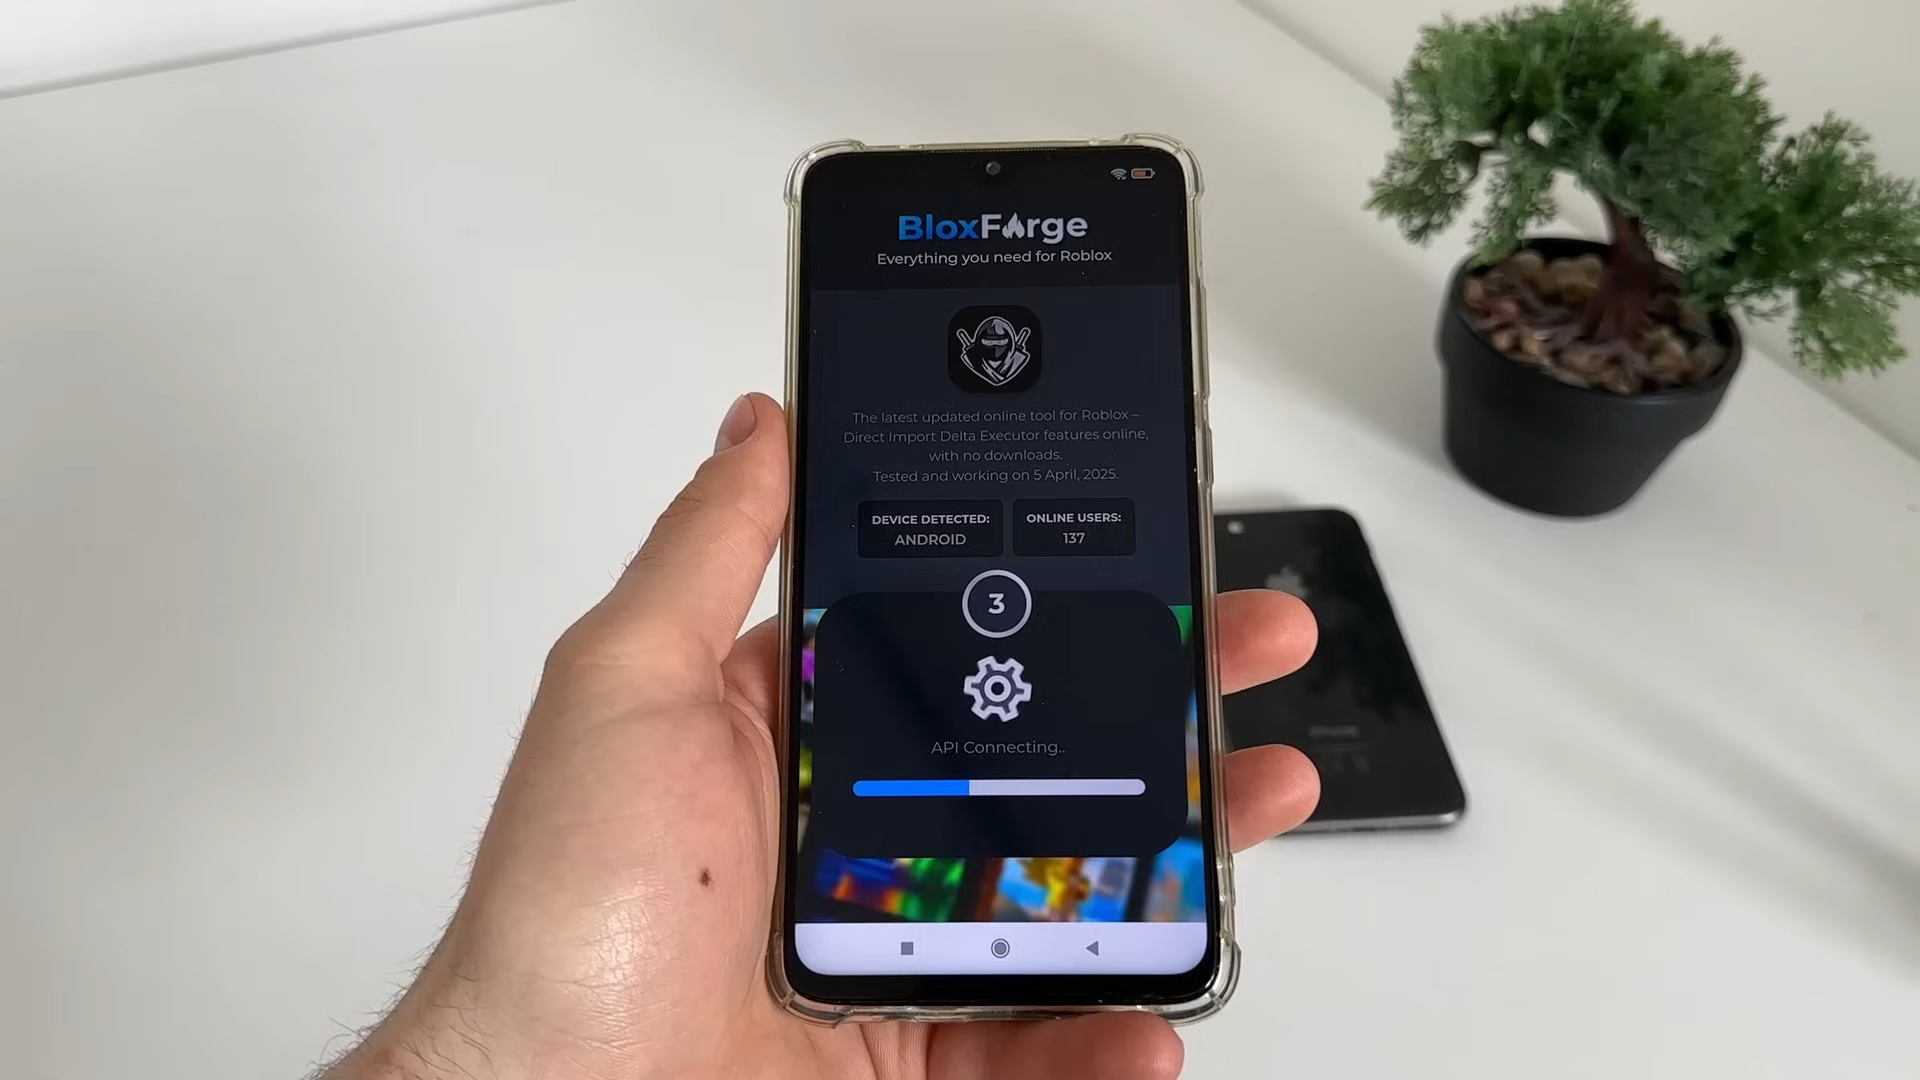 BloxForge
Everything you need for Roblox
The latest updated online tool for Roblox –
Direct Import Delta Executor features online,
with no downloads.
Tested and working on 5 April, 2025.
DEVICE DETECTED:
ANDROID
ONLINE USERS:
137
3
API Connecting..